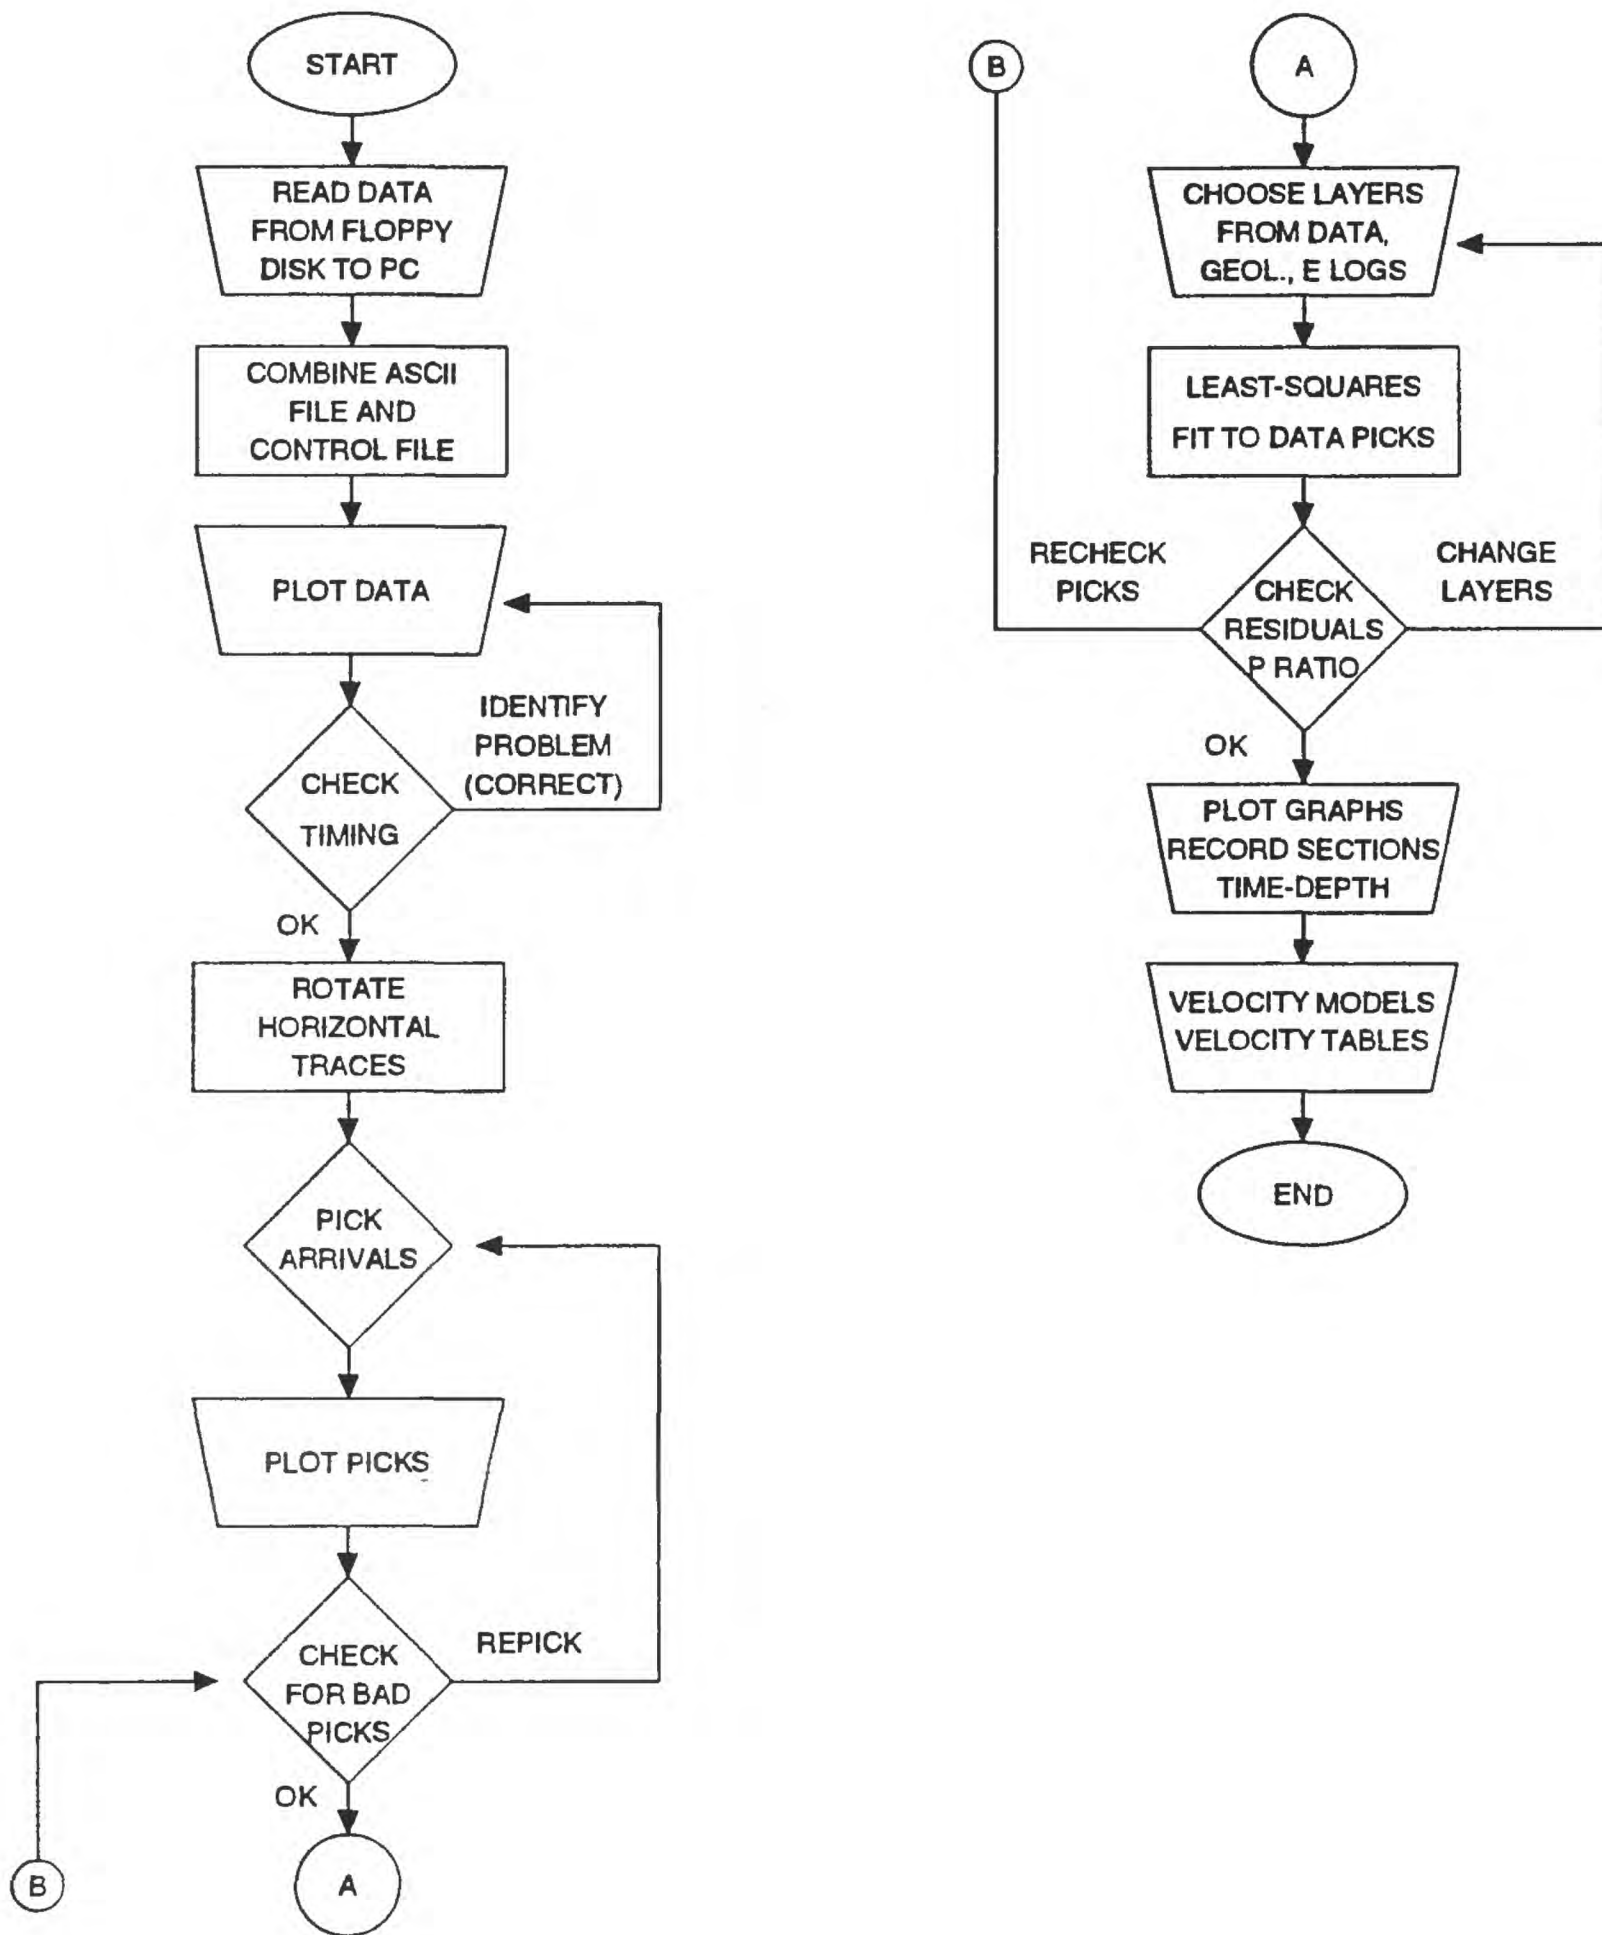 START
READ DATA
FROM FLOPPY
DISK TO PC
COMBINE ASCII
FILE AND
CONTROL FILE
PLOT DATA
IDENTIFY
PROBLEM
(CORRECT)
CHECK
TIMING
OK
ROTATE
HORIZONTAL
TRACES
PICK
ARRIVALS
PLOT PICKS
REPICK
CHECK
FOR BAD
PICKS
OK
B
A
B
A
CHOOSE LAYERS
FROM DATA,
GEOL., E LOGS
LEAST-SQUARES
FIT TO DATA PICKS
RECHECK
PICKS
CHANGE
LAYERS
CHECK
RESIDUALS
P RATIO
OK
PLOT GRAPHS
RECORD SECTIONS
TIME-DEPTH
VELOCITY MODELS
VELOCITY TABLES
END